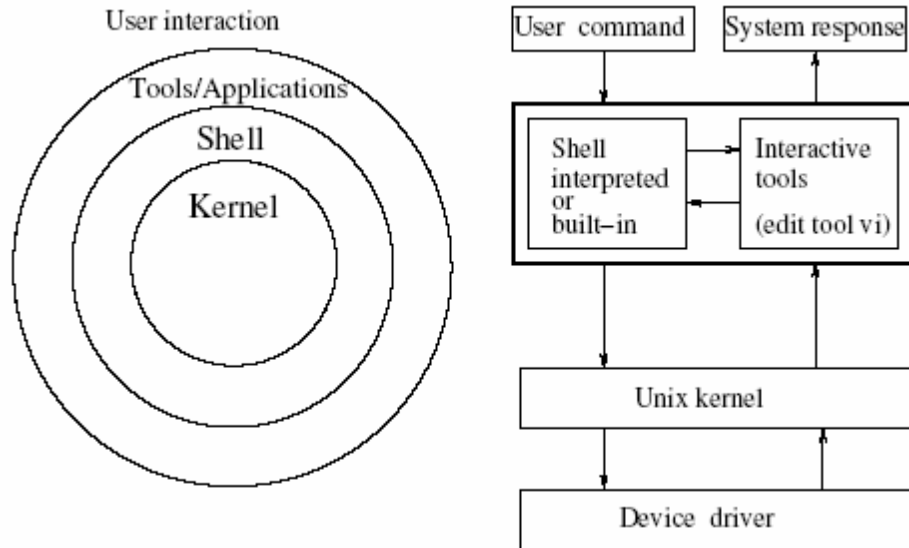 User interaction
Tools/Applications
Shell
Kernel
User command
System response
Shell
interpreted
or
built-in
Interactive
tools
(edit tool vi)
Unix kernel
Device driver